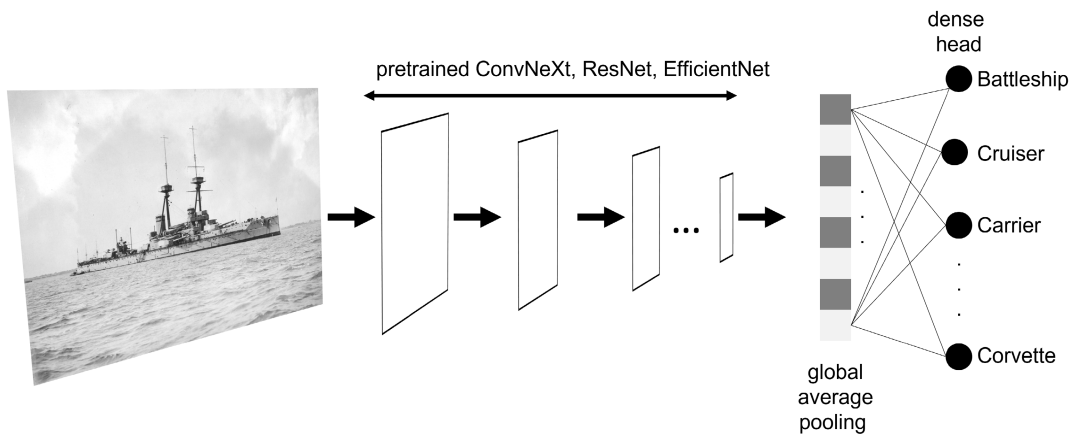 pretrained ConvNeXt, ResNet, EfficientNet
dense
head
Battleship
Cruiser
Carrier
Corvette
global
average
pooling